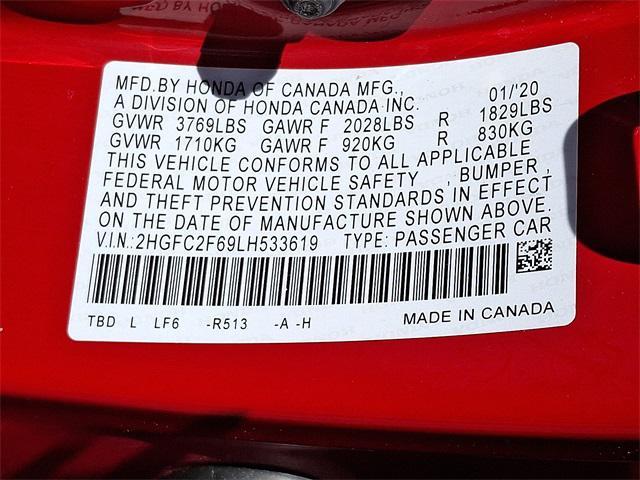 MFD.BY HONDA OF CANADA MFG., 01/'20
A DIVISION OF HONDA CANADA INC.
GVWR 3769LBS GAWR F 2028LBS R 1829LBS
GVWR 1710KG GAWR F 920KG R 830KG
THIS VEHICLE CONFORMS TO ALL APPLICABLE
FEDERAL MOTOR VEHICLE SAFETY , BUMPER ,
AND THEFT PREVENTION STANDARDS IN EFFECT
ON THE DATE OF MANUFACTURE SHOWN ABOVE.
V.I.N.:2HGFC2F69LH533619 TYPE: PASSENGER CAR
TBD L LF6 -R513 -A -H MADE IN CANADA